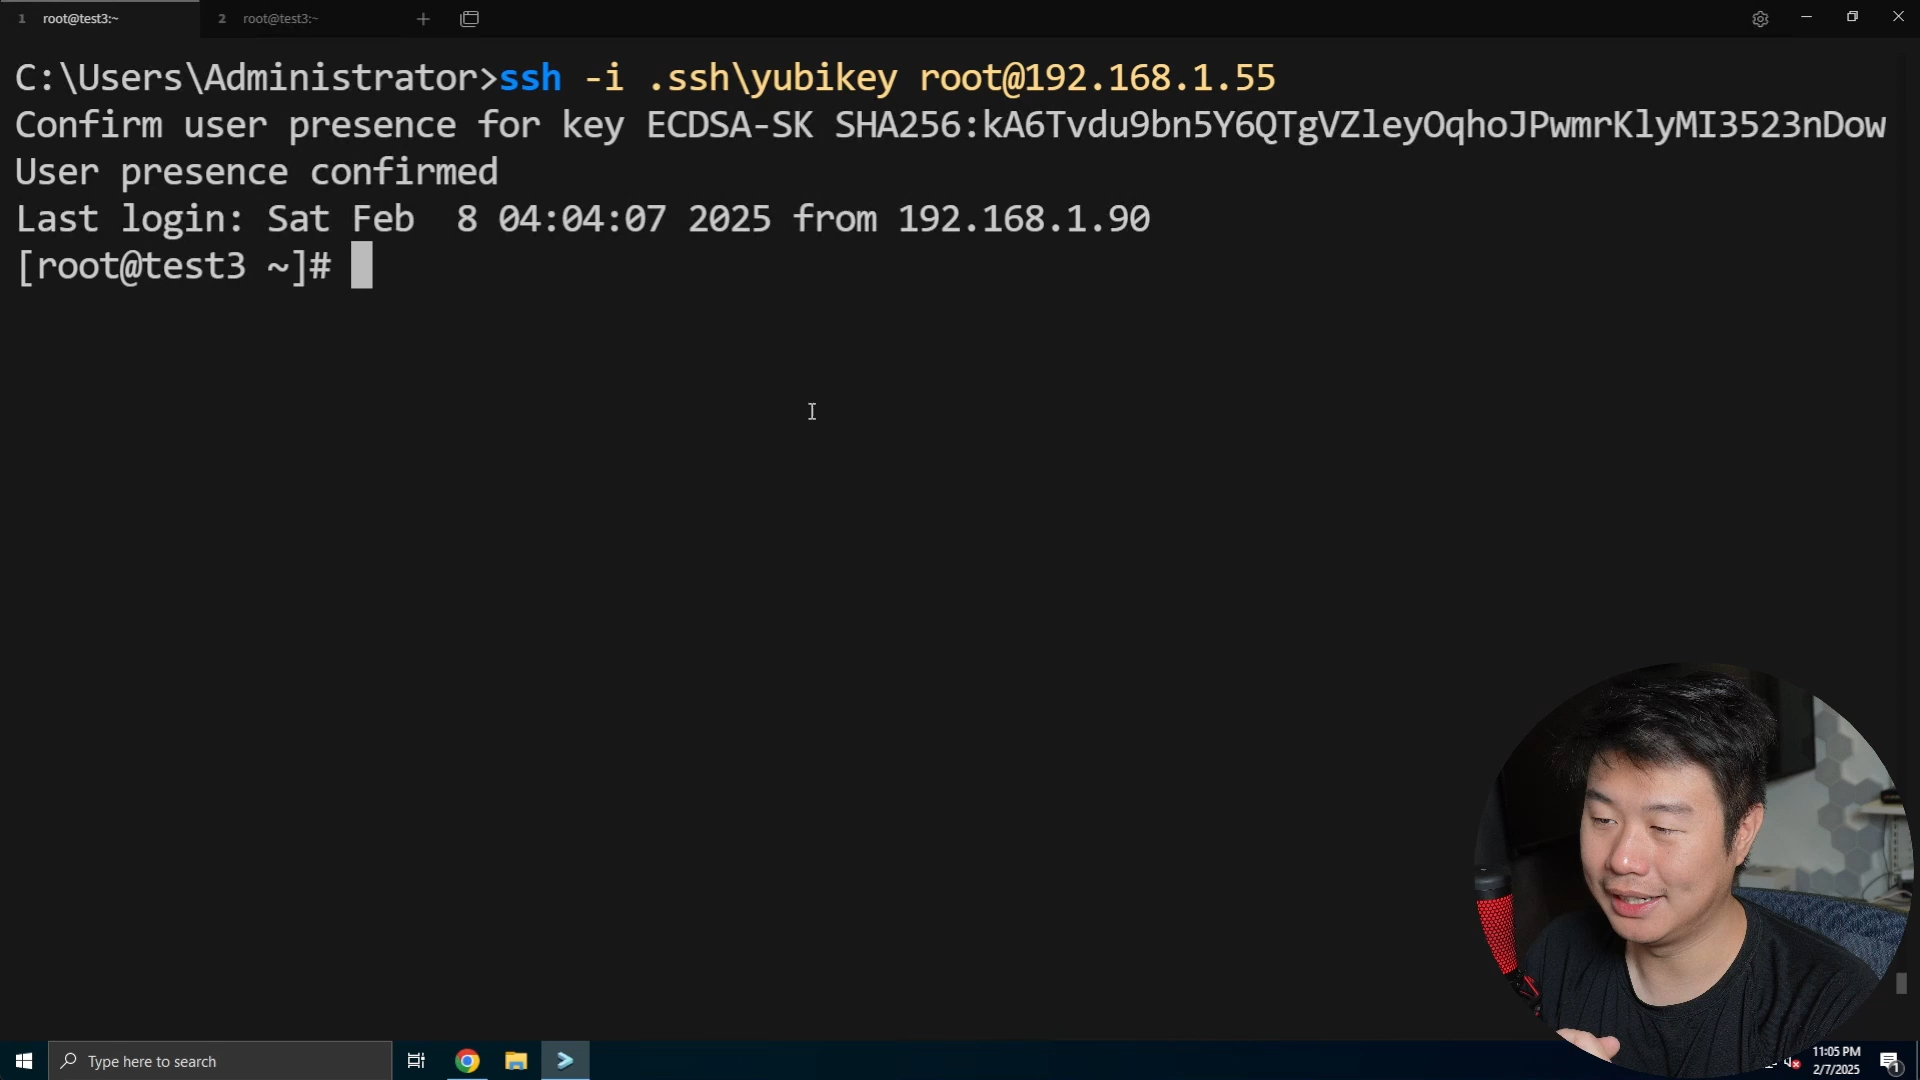 1 root@test3:~
2 root@test3:~
C:\Users\Administrator>ssh -i .ssh\yubikey root@192.168.1.55
Confirm user presence for key ECDSA-SK SHA256:kA6Tvdu9bn5Y6QTgVZleyOqhoJPwmrKlyMI3523nDow
User presence confirmed
Last login: Sat Feb  8 04:04:07 2025 from 192.168.1.90
[root@test3 ~]#
Type here to search
11:05 PM
2/7/2025
1